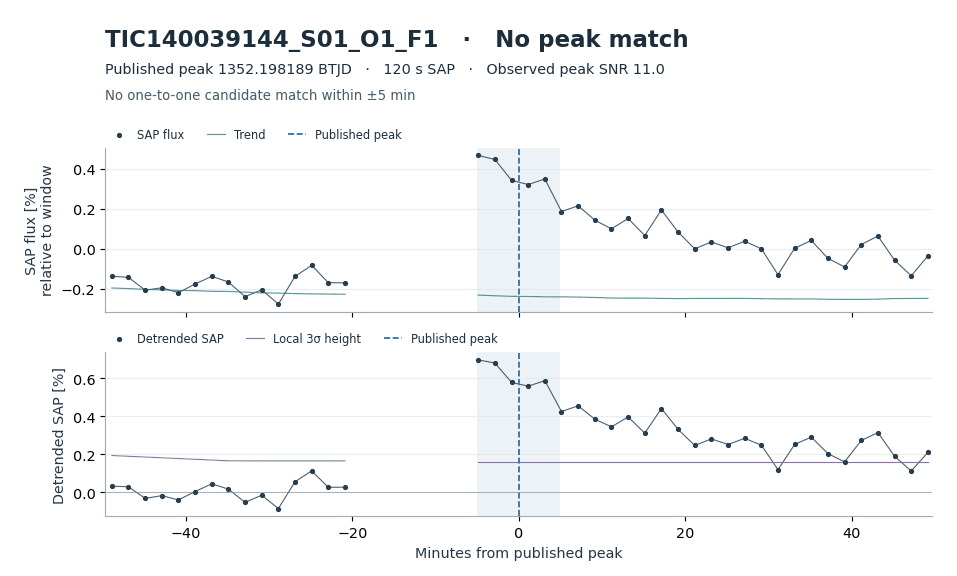 TIC140039144_S01_O1_F1 · No peak match
Published peak 1352.198189 BTJD · 120 s SAP · Observed peak SNR 11.0
No one-to-one candidate match within ±5 min
SAP flux Trend Published peak
SAP flux [%]
relative to window
0.4
0.2
0.0
−0.2
Detrended SAP Local 3σ height Published peak
Detrended SAP [%]
0.6
0.4
0.2
0.0
−40 −20 0 20 40
Minutes from published peak